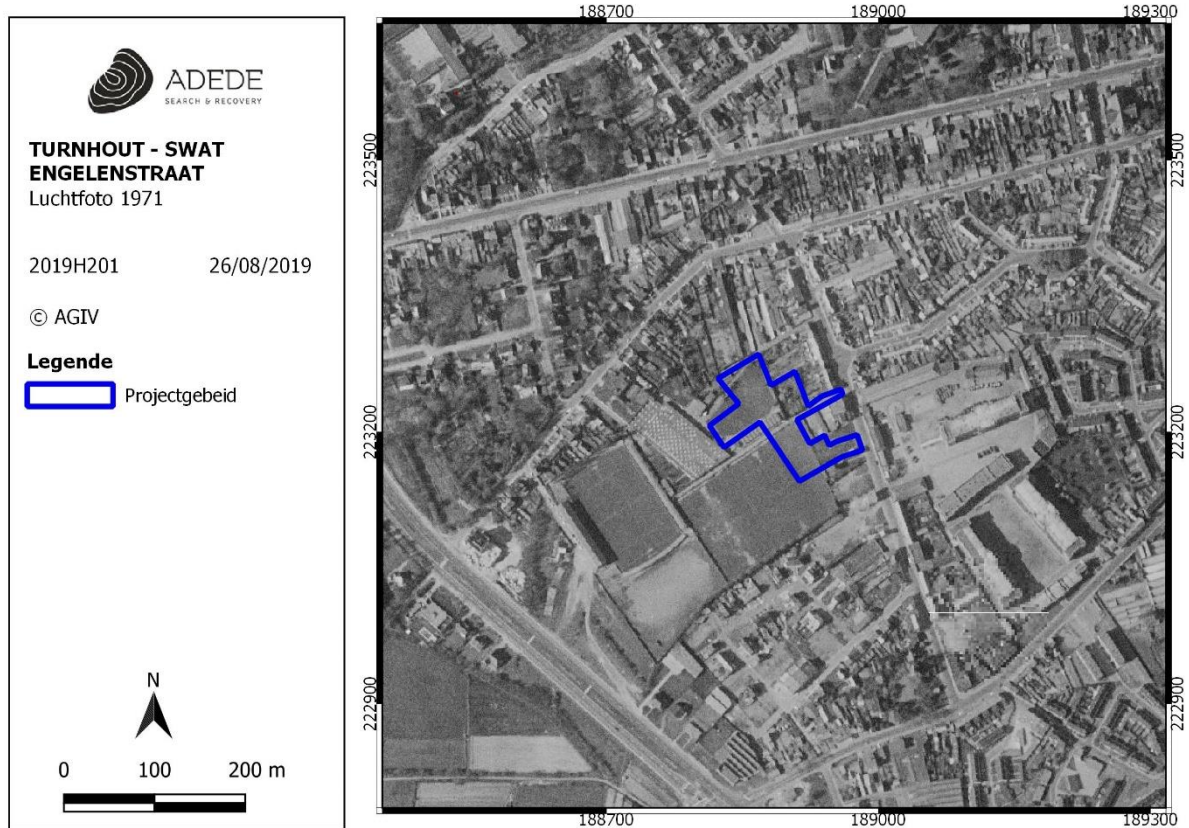 ADEDE
SEARCH & RECOVERY
TURNHOUT - SWAT
ENGELENSTRAAT
Luchtfoto 1971
2019H201 26/08/2019
© AGIV
Legende
Projectgebeid
N
0 100 200 m
188700 189000 189300
223500 223500
223200 223200
222900 222900
188700 189000 189300